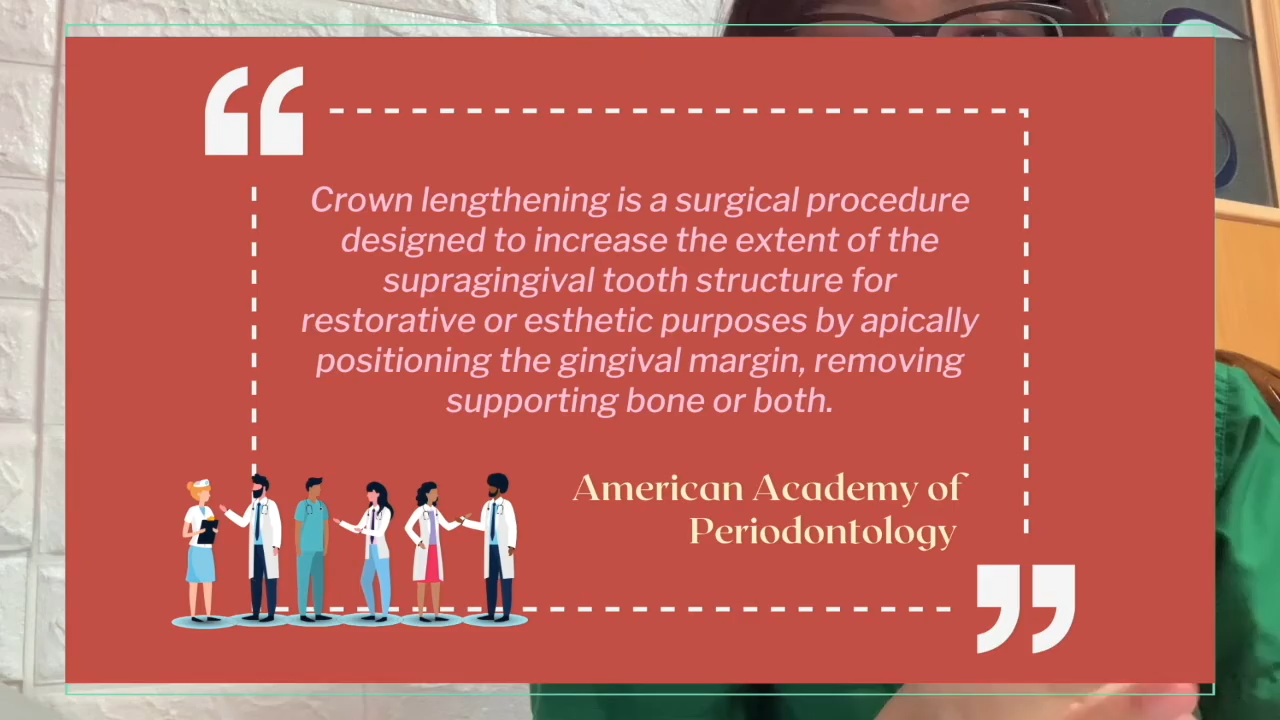 Crown lengthening is a surgical procedure
designed to increase the extent of the
supragingival tooth structure for
restorative or esthetic purposes by apically
positioning the gingival margin, removing
supporting bone or both.
American Academy of
Periodontology